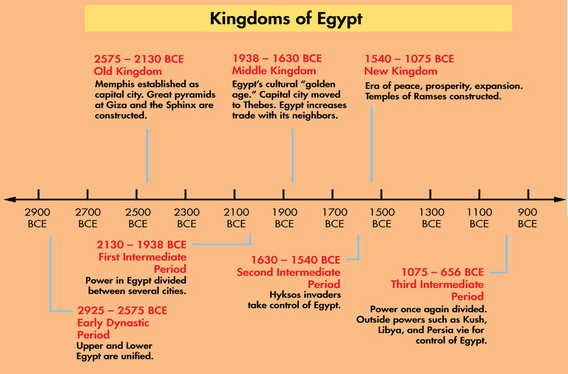 Kingdoms of Egypt
2575 – 2130 BCE
Old Kingdom
Memphis established as
capital city. Great pyramids
at Giza and the Sphinx are
constructed.
1938 – 1630 BCE
Middle Kingdom
Egypt's cultural "golden
age." Capital city moved
to Thebes. Egypt increases
trade with its neighbors.
1540 – 1075 BCE
New Kingdom
Era of peace, prosperity, expansion.
Temples of Ramses constructed.
2900 BCE
2700 BCE
2500 BCE
2300 BCE
2100 BCE
1900 BCE
1700 BCE
1500 BCE
1300 BCE
1100 BCE
900 BCE
2130 – 1938 BCE
First Intermediate
Period
Power in Egypt divided
between several cities.
2925 – 2575 BCE
Early Dynastic
Period
Upper and Lower
Egypt are unified.
1630 – 1540 BCE
Second Intermediate
Period
Hyksos invaders
take control of Egypt.
1075 – 656 BCE
Third Intermediate
Period
Power once again divided.
Outside powers such as Kush,
Libya, and Persia vie for
control of Egypt.